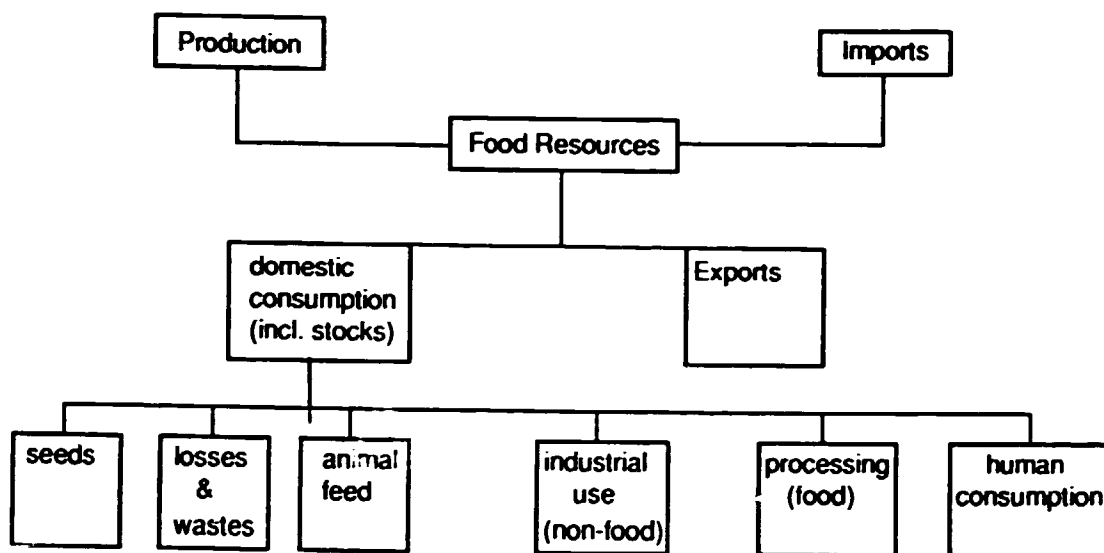 Production
Imports
Food Resources
domestic
consumption
(incl. stocks)
Exports
seeds
losses
&
wastes
animal
feed
industrial
use
(non-food)
processing
(food)
human
consumption